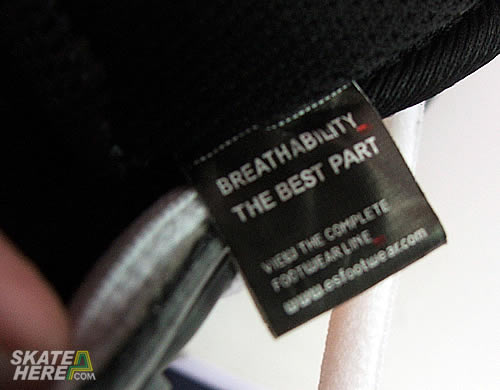 BREATHABILITY_
THE BEST PART
VIEW THE COMPLETE
FOOTWEAR LINE_
www.esfootwear.com
SKATE
HERE.COM